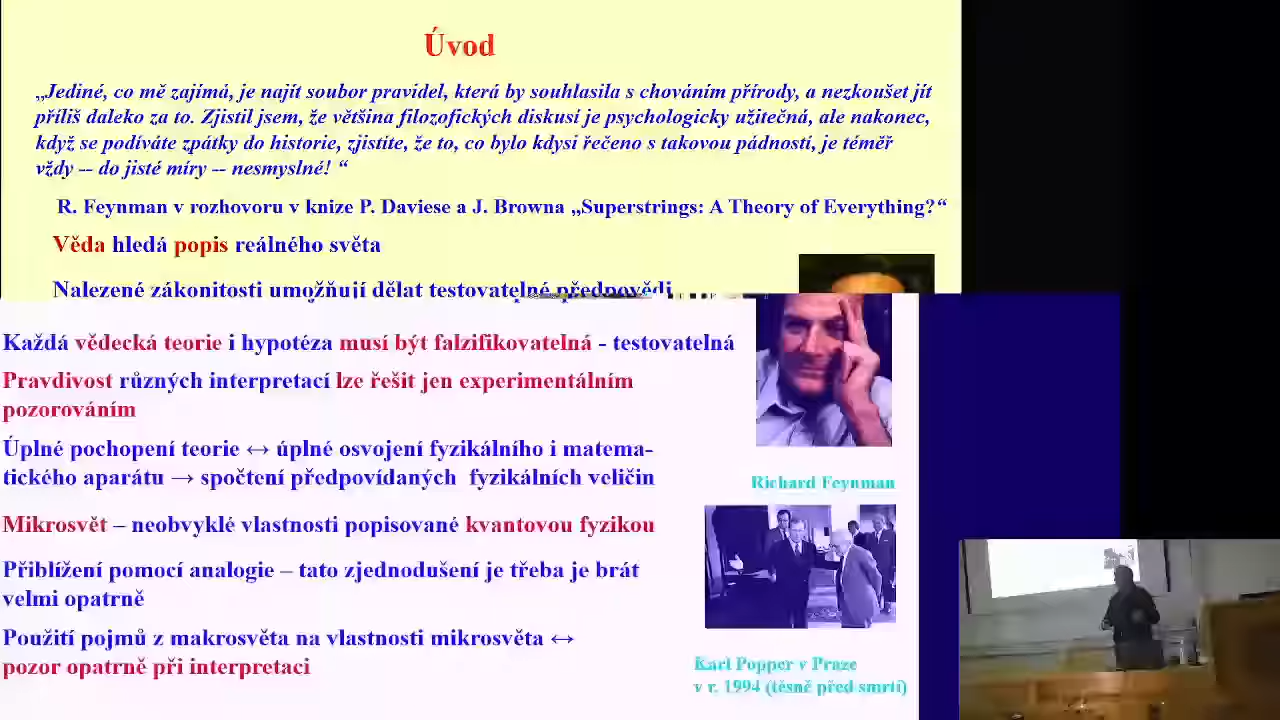 Úvod
„Jediné, co mě zajímá, je najít soubor pravidel, která by souhlasila s chováním přírody, a nezkoušet jít
příliš daleko za to. Zjistil jsem, že většina filozofických diskusí je psychologicky užitečná, ale nakonec,
když se podíváte zpátky do historie, zjistíte, že to, co bylo kdysi řečeno s takovou pádností, je téměř
vždy -- do jisté míry -- nesmyslné! “
R. Feynman v rozhovoru v knize P. Daviese a J. Browna „Superstrings: A Theory of Everything?“
Věda hledá popis reálného světa
Nalezené zákonitosti umožňují dělat testovatelné předpovědi
Každá vědecká teorie i hypotéza musí být falzifikovatelná - testovatelná
Pravdivost různých interpretací lze řešit jen experimentálním
pozorováním
Úplné pochopení teorie ↔ úplné osvojení fyzikálního i matema-
tického aparátu → spočtení předpovídaných fyzikálních veličin
Richard Feynman
Mikrosvět – neobvyklé vlastnosti popisované kvantovou fyzikou
Přiblížení pomocí analogie – tato zjednodušení je třeba je brát
velmi opatrně
Použití pojmů z makrosvěta na vlastnosti mikrosvěta ↔
pozor opatrně při interpretaci
Karl Popper v Praze
v r. 1994 (těsně před smrtí)